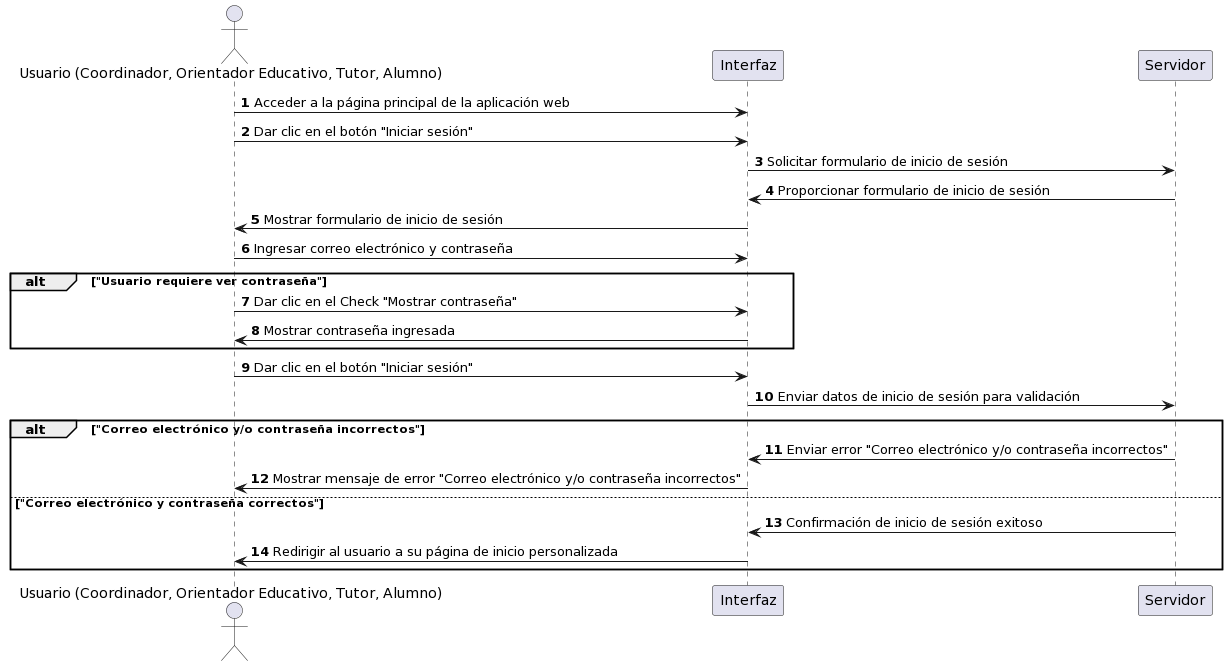 Usuario (Coordinador, Orientador Educativo, Tutor, Alumno)
Interfaz
Servidor
1 Acceder a la página principal de la aplicación web
2 Dar clic en el botón "Iniciar sesión"
3 Solicitar formulario de inicio de sesión
4 Proporcionar formulario de inicio de sesión
5 Mostrar formulario de inicio de sesión
6 Ingresar correo electrónico y contraseña
alt ["Usuario requiere ver contraseña"]
7 Dar clic en el Check "Mostrar contraseña"
8 Mostrar contraseña ingresada
9 Dar clic en el botón "Iniciar sesión"
10 Enviar datos de inicio de sesión para validación
alt ["Correo electrónico y/o contraseña incorrectos"]
11 Enviar error "Correo electrónico y/o contraseña incorrectos"
12 Mostrar mensaje de error "Correo electrónico y/o contraseña incorrectos"
["Correo electrónico y contraseña correctos"]
13 Confirmación de inicio de sesión exitoso
14 Redirigir al usuario a su página de inicio personalizada
Usuario (Coordinador, Orientador Educativo, Tutor, Alumno)
Interfaz
Servidor